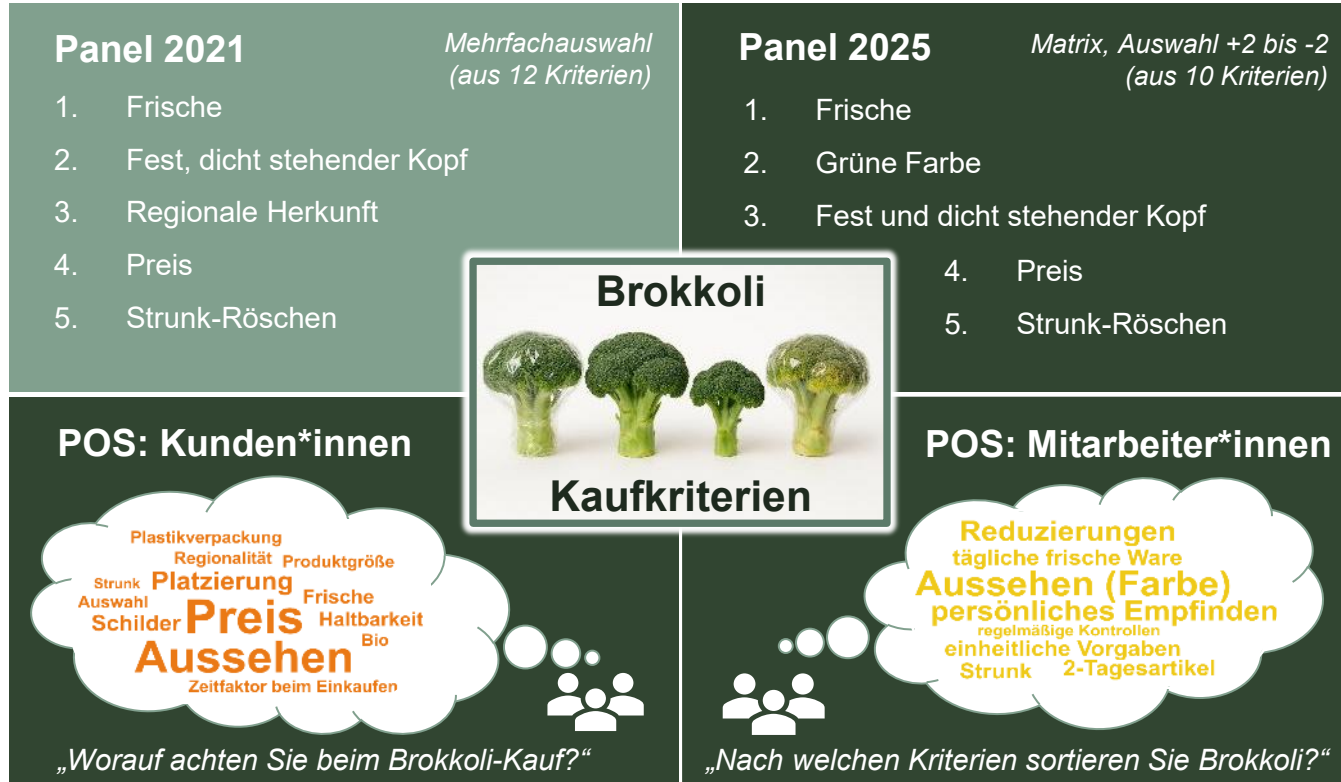 Panel 2021
Mehrfachauswahl
(aus 12 Kriterien)
1. Frische
2. Fest, dicht stehender Kopf
3. Regionale Herkunft
4. Preis
5. Strunk-Röschen
Panel 2025
Matrix, Auswahl +2 bis -2
(aus 10 Kriterien)
1. Frische
2. Grüne Farbe
3. Fest und dicht stehender Kopf
4. Preis
5. Strunk-Röschen
Brokkoli
Kaufkriterien
POS: Kunden*innen
Plastikverpackung
Regionalität Produktgröße
Strunk Platzierung
Auswahl Frische
Schilder Preis Haltbarkeit
Bio
Aussehen
Zeitfaktor beim Einkaufen
„Worauf achten Sie beim Brokkoli-Kauf?“
POS: Mitarbeiter*innen
Reduzierungen
tägliche frische Ware
Aussehen (Farbe)
persönliches Empfinden
regelmäßige Kontrollen
einheitliche Vorgaben
Strunk 2-Tagesartikel
„Nach welchen Kriterien sortieren Sie Brokkoli?“